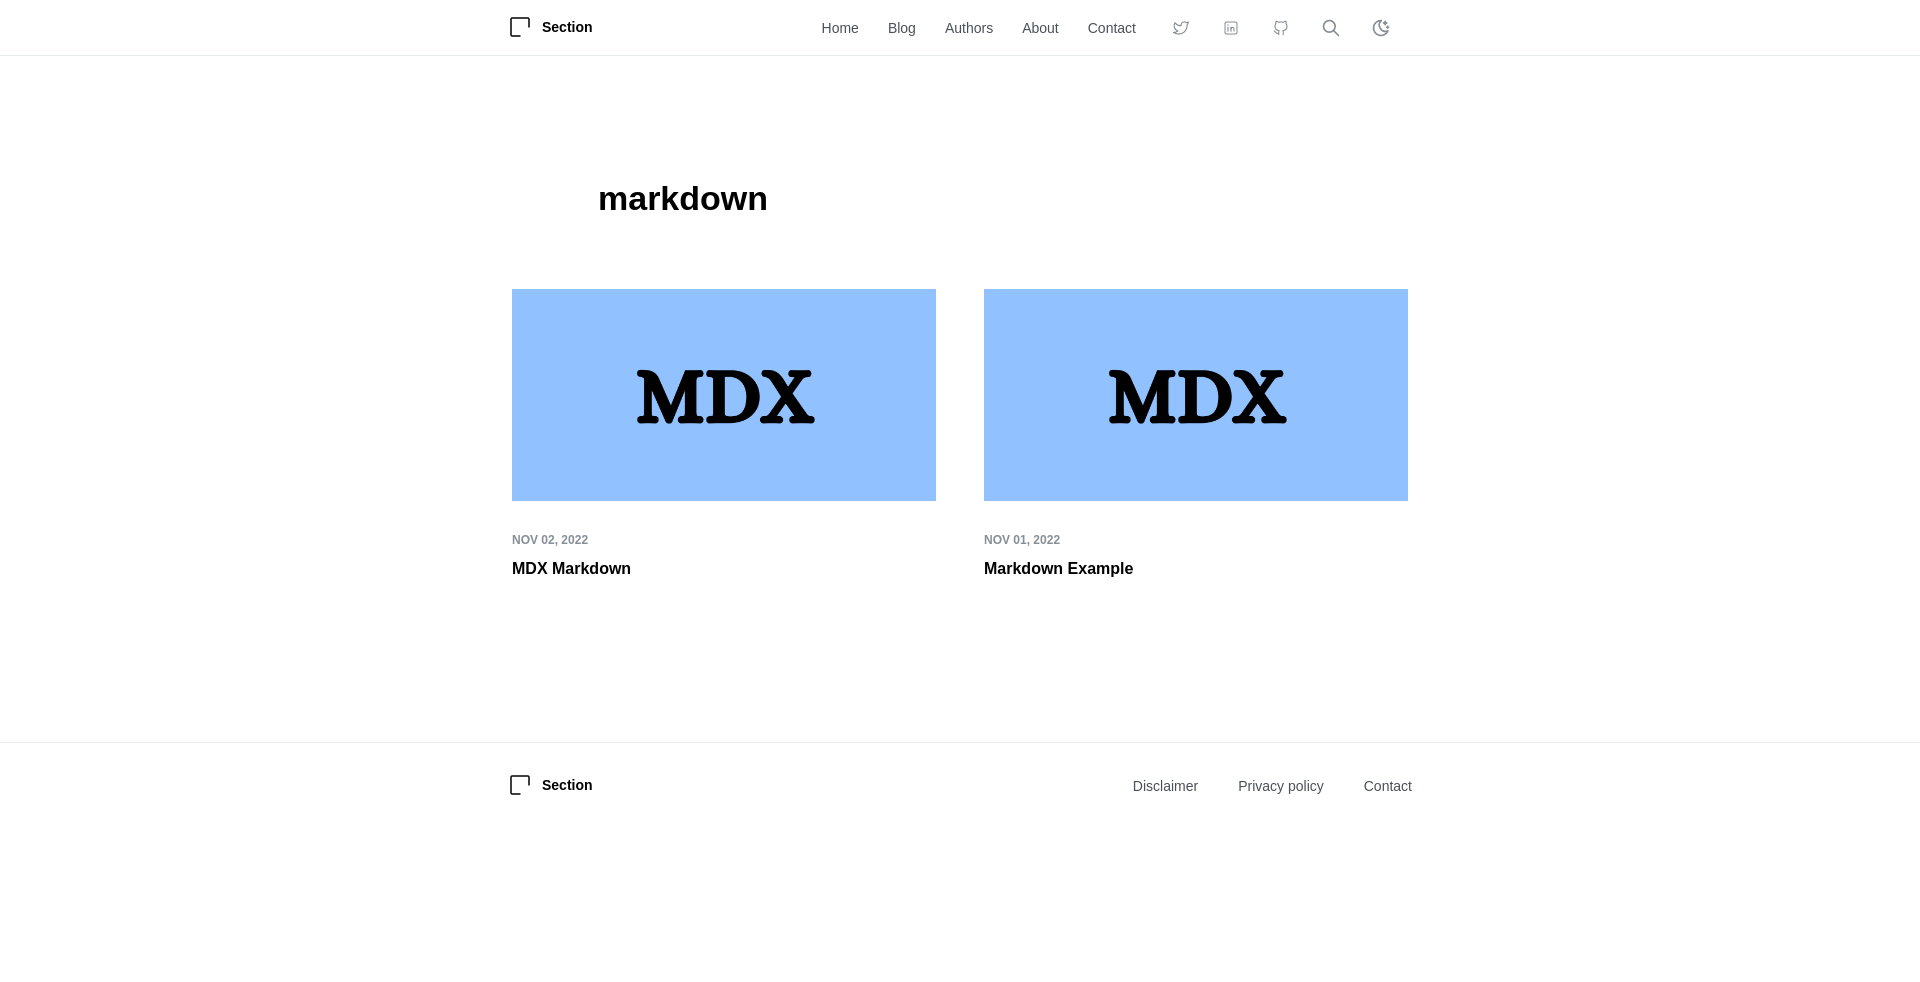 Section
Home Blog Authors About Contact
markdown
MDX MDX
NOV 02, 2022
MDX Markdown
NOV 01, 2022
Markdown Example
Section
Disclaimer Privacy policy Contact